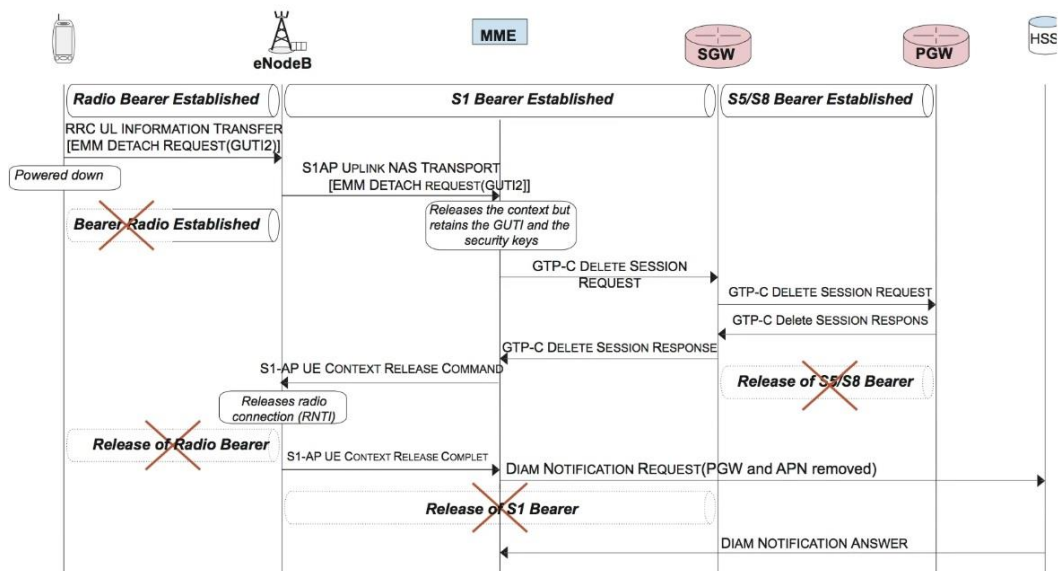 MME
HSS
eNodeB
SGW
PGW
Radio Bearer Established
S1 Bearer Established
S5/S8 Bearer Established
RRC UL INFORMATION TRANSFER
[EMM DETACH REQUEST(GUTI2)]
Powered down
S1AP UPLINK NAS TRANSPORT
[EMM DETACH REQUEST(GUTI2]]
Bearer Radio Established
Releases the context but
retains the GUTI and the
security keys
GTP-C DELETE SESSION
REQUEST
GTP-C DELETE SESSION REQUEST
GTP-C Delete SESSION RESPONS
GTP-C DELETE SESSION RESPONSE
S1-AP UE CONTEXT RELEASE COMMAND
Release of S5/S8 Bearer
Releases radio
connection (RNTI)
Release of Radio Bearer
S1-AP UE CONTEXT RELEASE COMPLET
DIAM NOTIFICATION REQUEST(PGW and APN removed)
Release of S1 Bearer
DIAM NOTIFICATION ANSWER